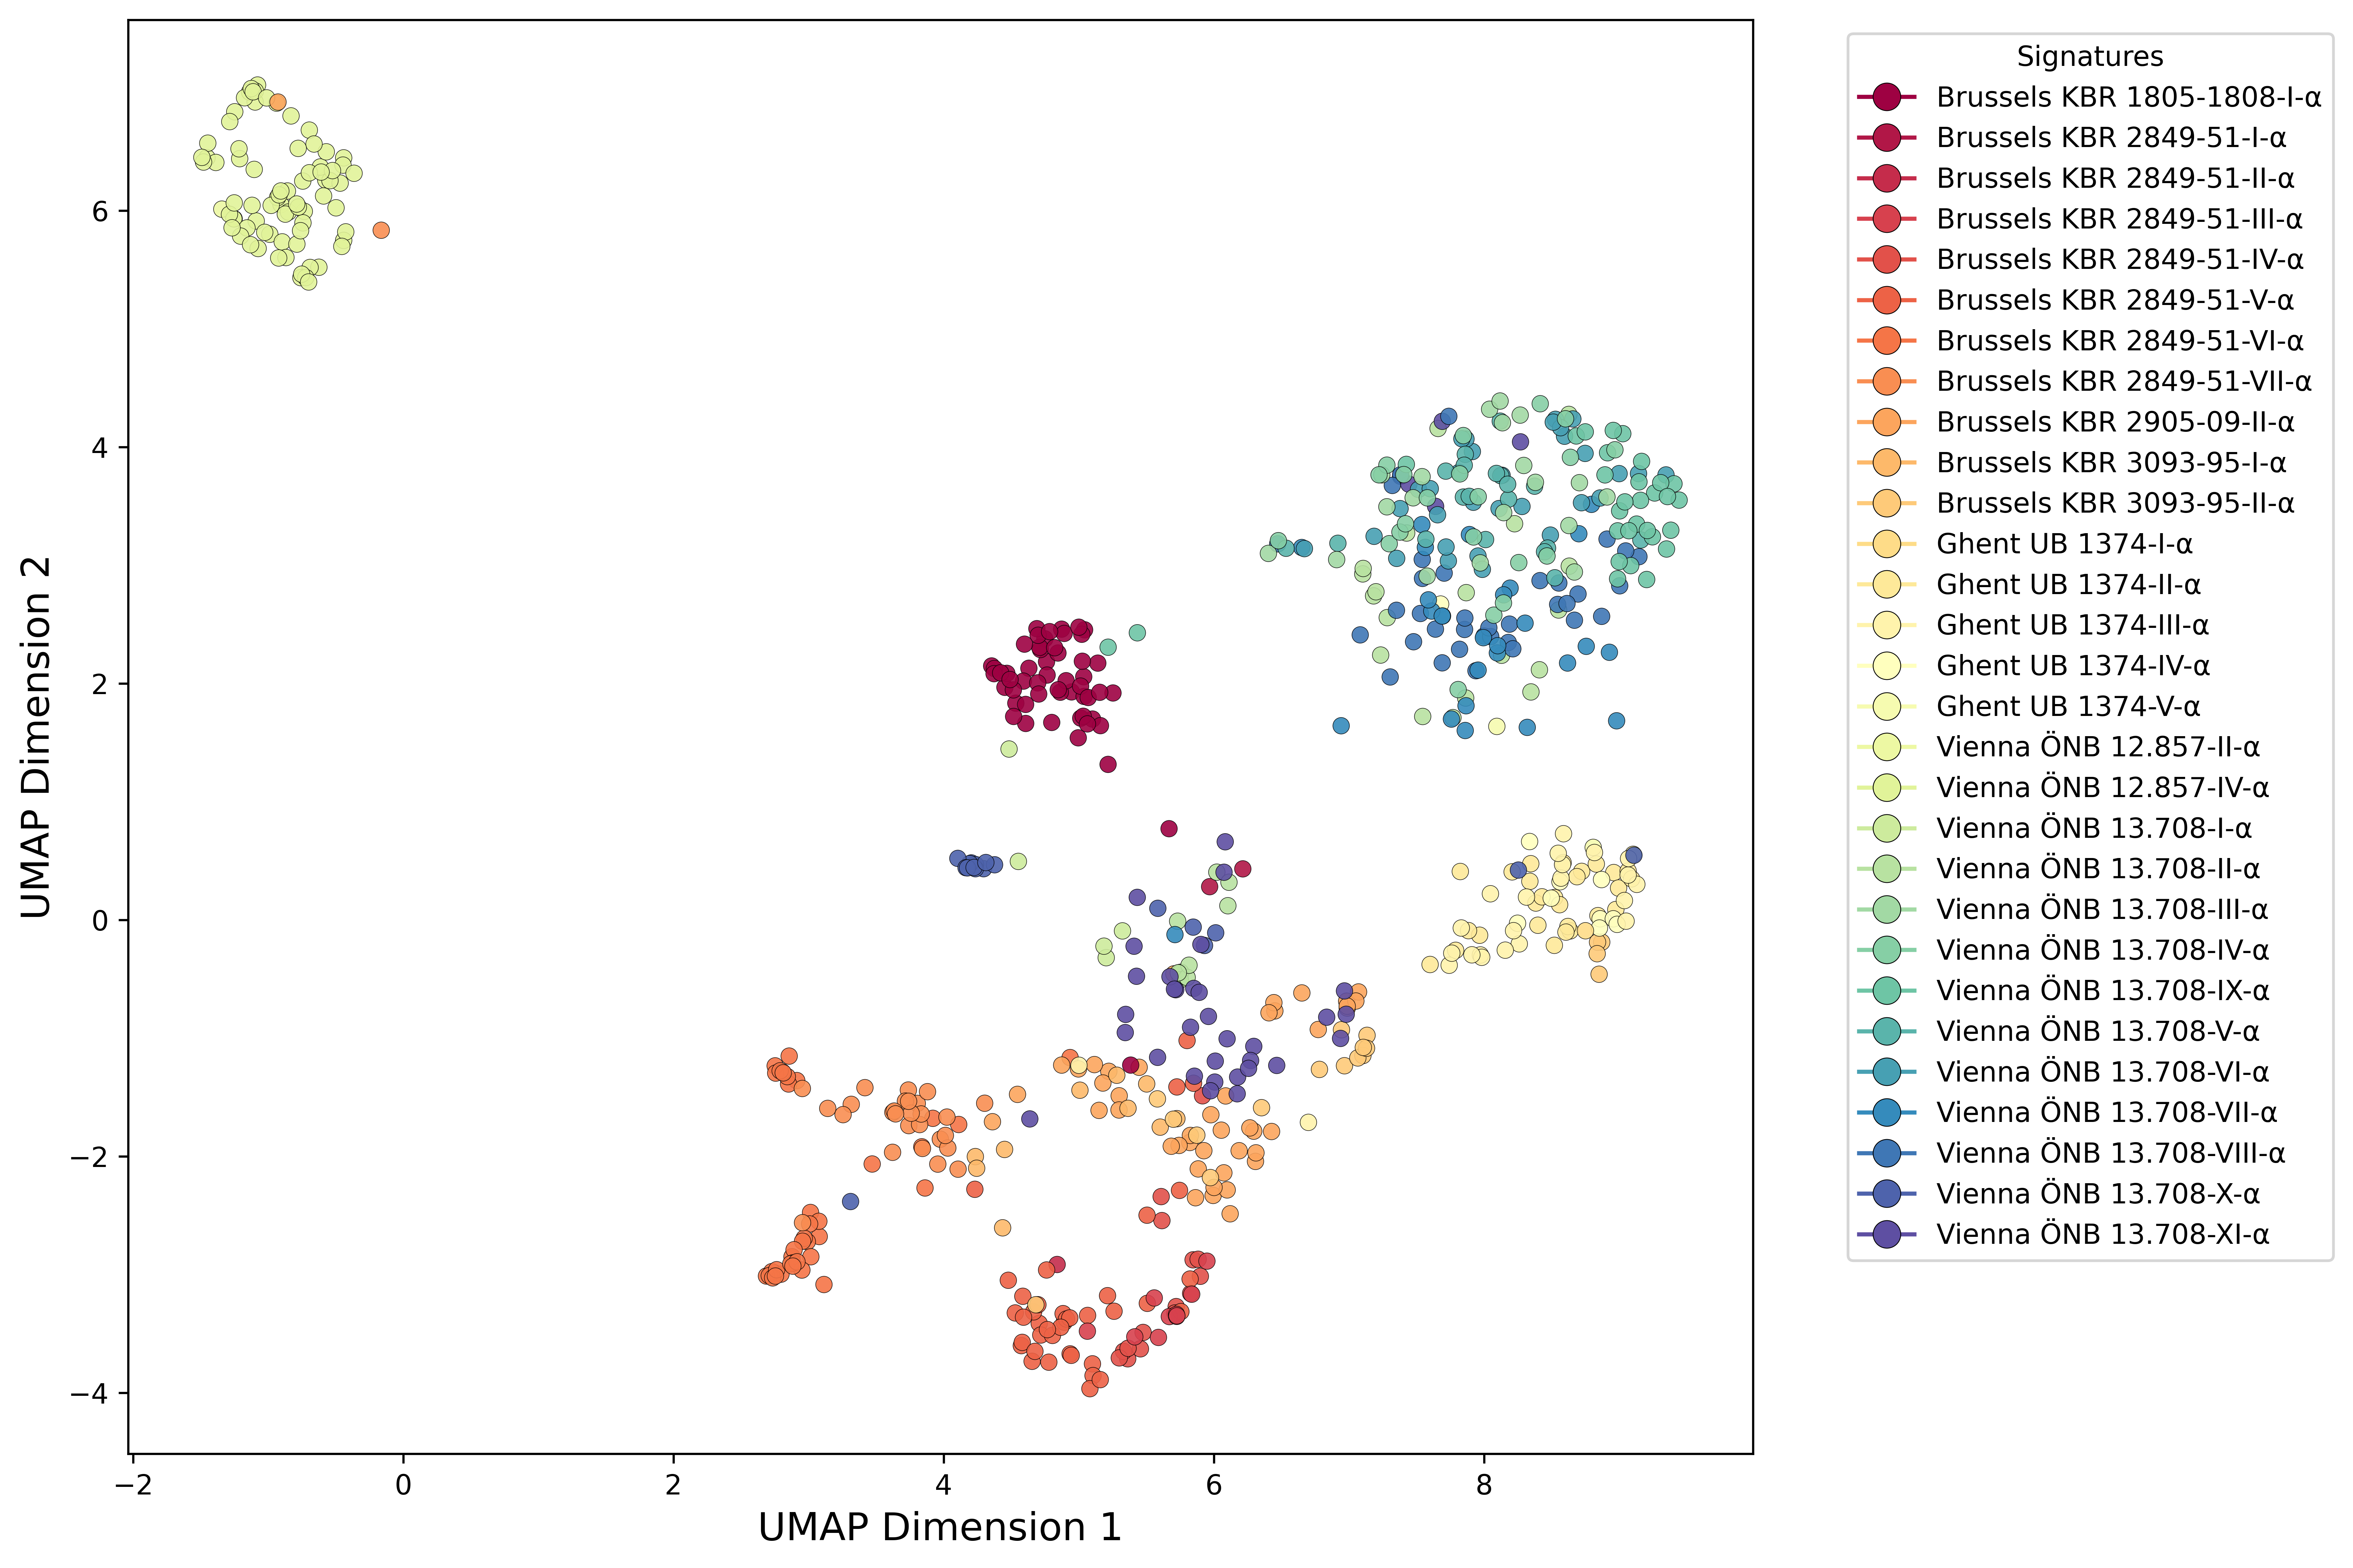 6
4
2
0
−2
−4
−2
0
2
4
6
8
UMAP Dimension 2
UMAP Dimension 1
Signatures
Brussels KBR 1805-1808-I-α
Brussels KBR 2849-51-I-α
Brussels KBR 2849-51-II-α
Brussels KBR 2849-51-III-α
Brussels KBR 2849-51-IV-α
Brussels KBR 2849-51-V-α
Brussels KBR 2849-51-VI-α
Brussels KBR 2849-51-VII-α
Brussels KBR 2905-09-II-α
Brussels KBR 3093-95-I-α
Brussels KBR 3093-95-II-α
Ghent UB 1374-I-α
Ghent UB 1374-II-α
Ghent UB 1374-III-α
Ghent UB 1374-IV-α
Ghent UB 1374-V-α
Vienna ÖNB 12.857-II-α
Vienna ÖNB 12.857-IV-α
Vienna ÖNB 13.708-I-α
Vienna ÖNB 13.708-II-α
Vienna ÖNB 13.708-III-α
Vienna ÖNB 13.708-IV-α
Vienna ÖNB 13.708-IX-α
Vienna ÖNB 13.708-V-α
Vienna ÖNB 13.708-VI-α
Vienna ÖNB 13.708-VII-α
Vienna ÖNB 13.708-VIII-α
Vienna ÖNB 13.708-X-α
Vienna ÖNB 13.708-XI-α